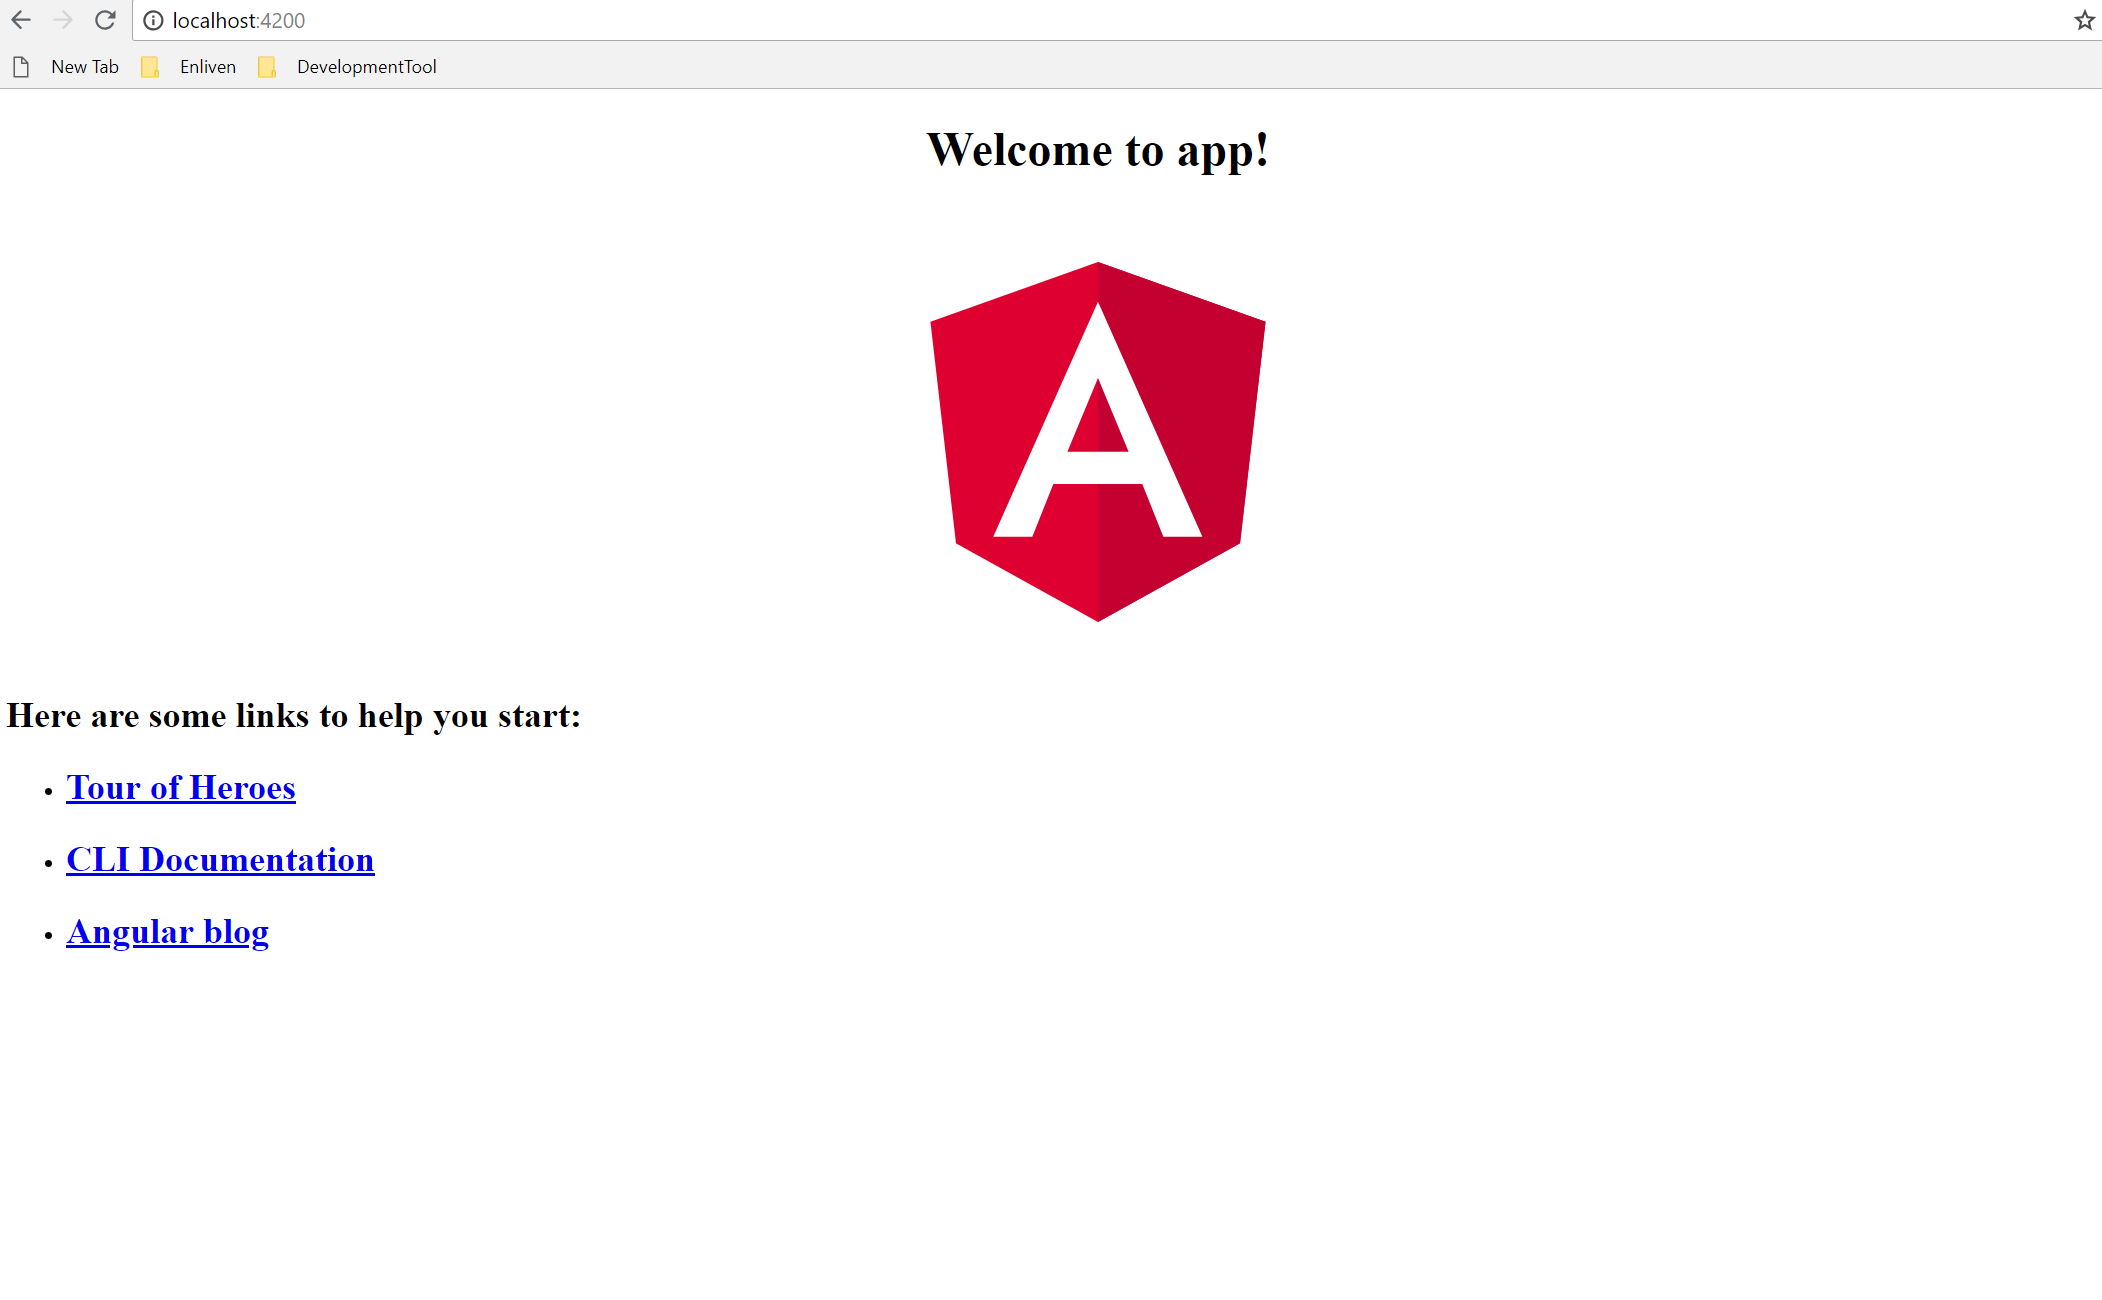 localhost:4200
New Tab Enliven DevelopmentTool
Welcome to app!
A
Here are some links to help you start:
Tour of Heroes
CLI Documentation
Angular blog